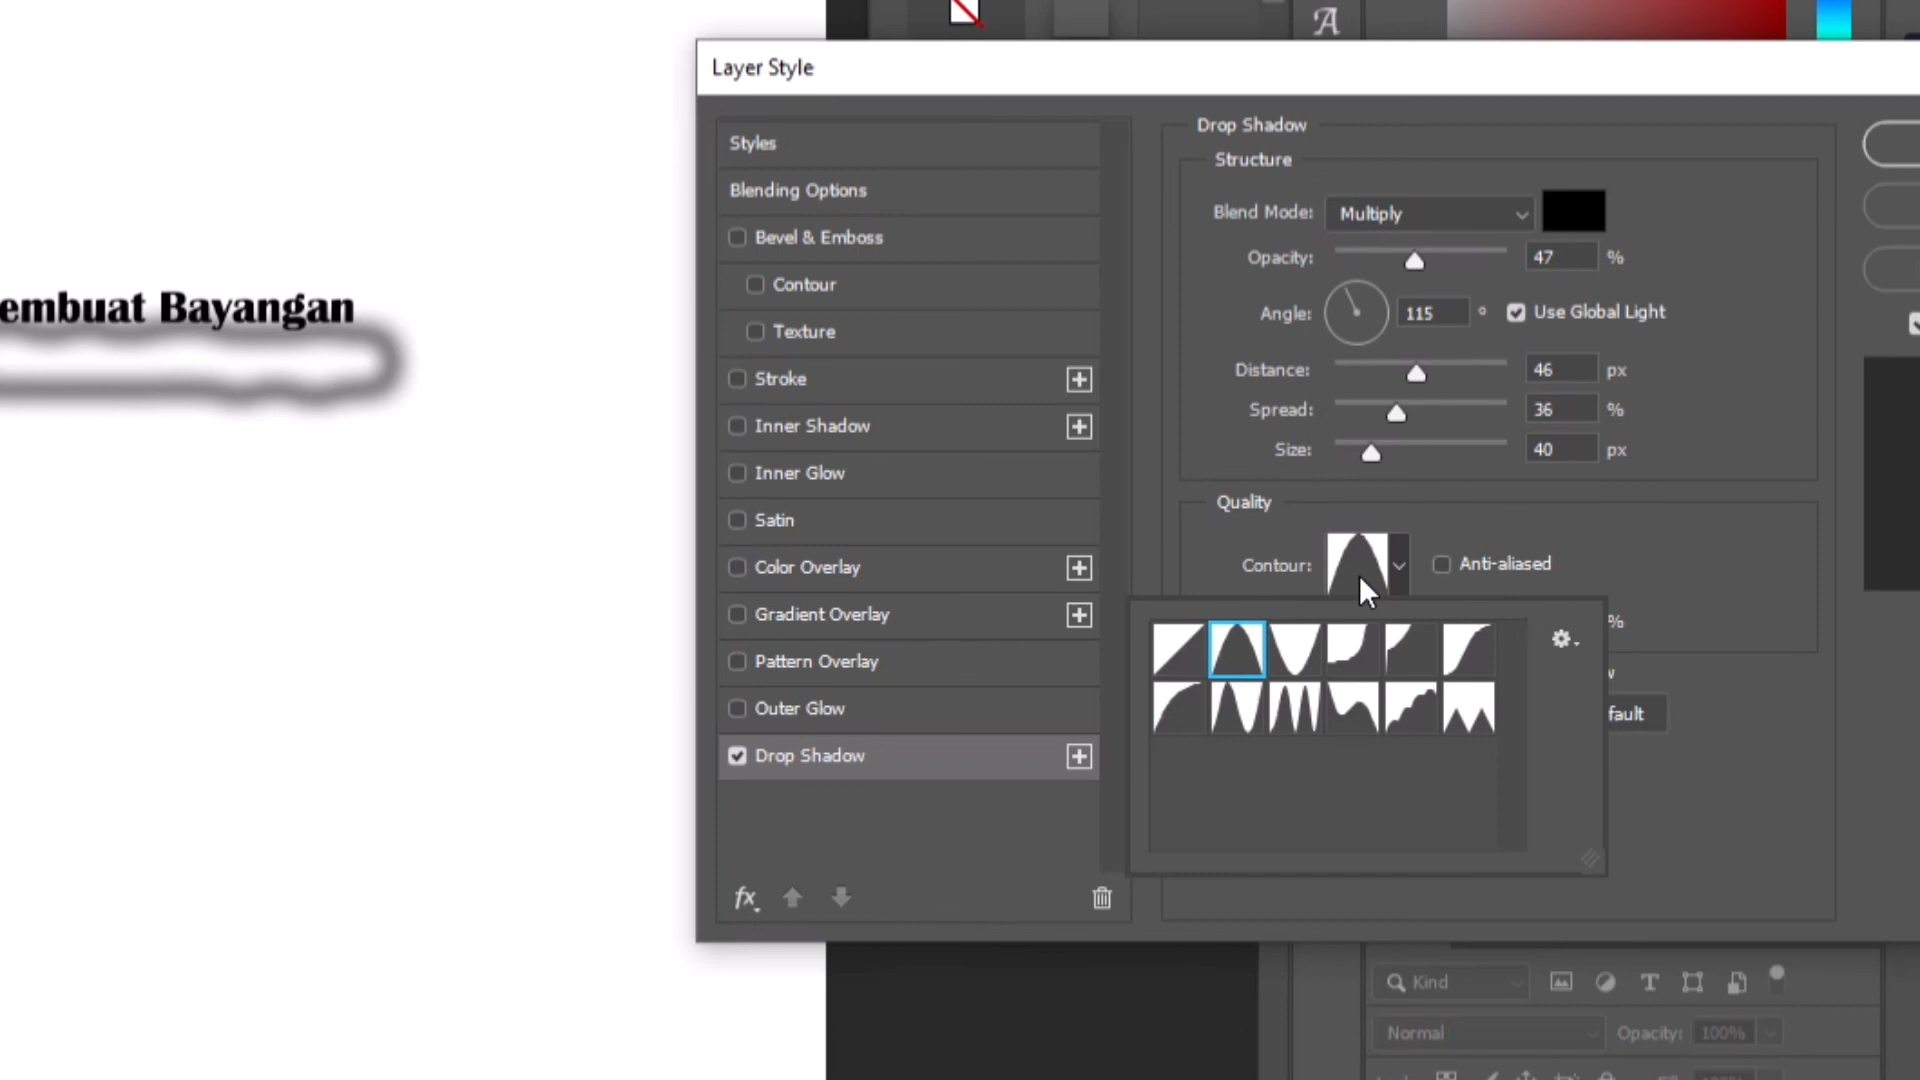 A
Layer Style
Styles
Blending Options
Bevel & Emboss
Contour
Texture
Stroke
Inner Shadow
Inner Glow
Satin
Color Overlay
Gradient Overlay
Pattern Overlay
Outer Glow
Drop Shadow
fx
Drop Shadow
Structure
Blend Mode: Multiply
Opacity: 47 %
Angle: 115 ° Use Global Light
Distance: 46 px
Spread: 36 %
Size: 40 px
Quality
Contour: Anti-aliased
%
w
fault
embuat Bayangan
Kind T
Normal Opacity: 100%